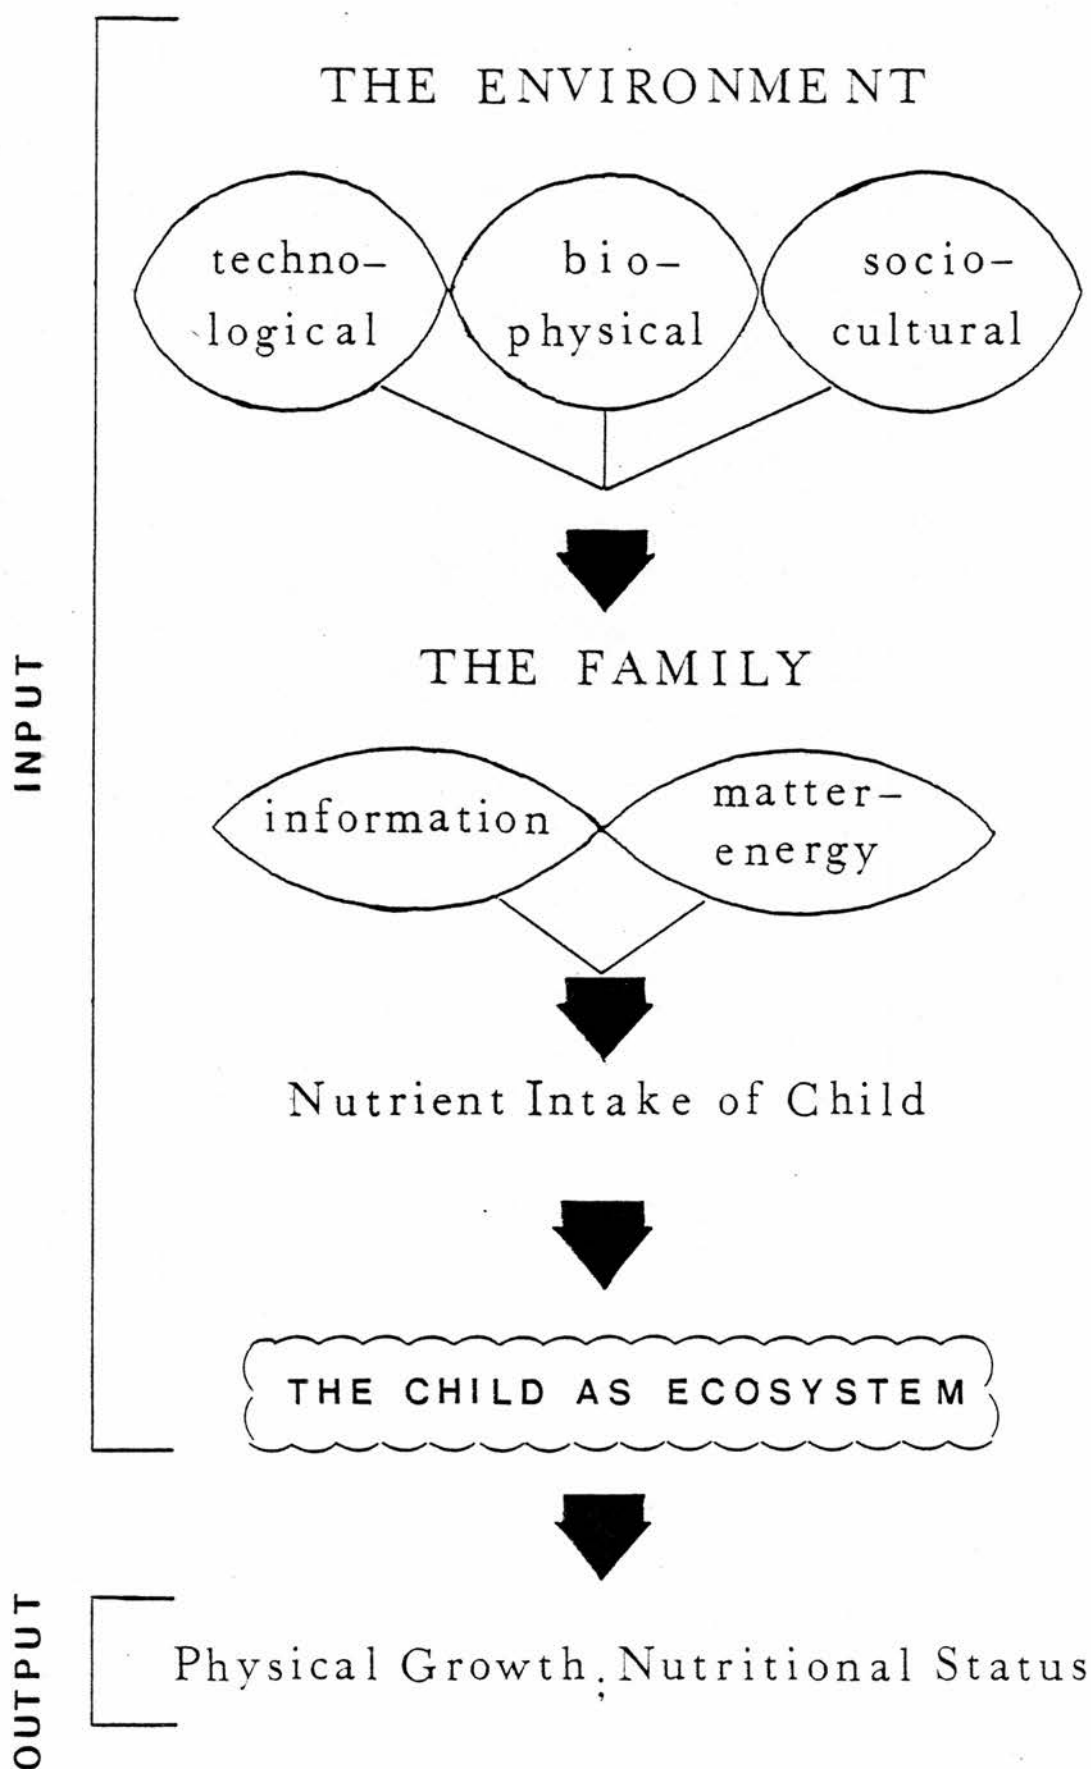 THE ENVIRONMENT
techno-
logical
bio-
physical
socio-
cultural
INPUT
THE FAMILY
information
matter-
energy
Nutrient Intake of Child
THE CHILD AS ECOSYSTEM
OUTPUT
Physical Growth; Nutritional Status